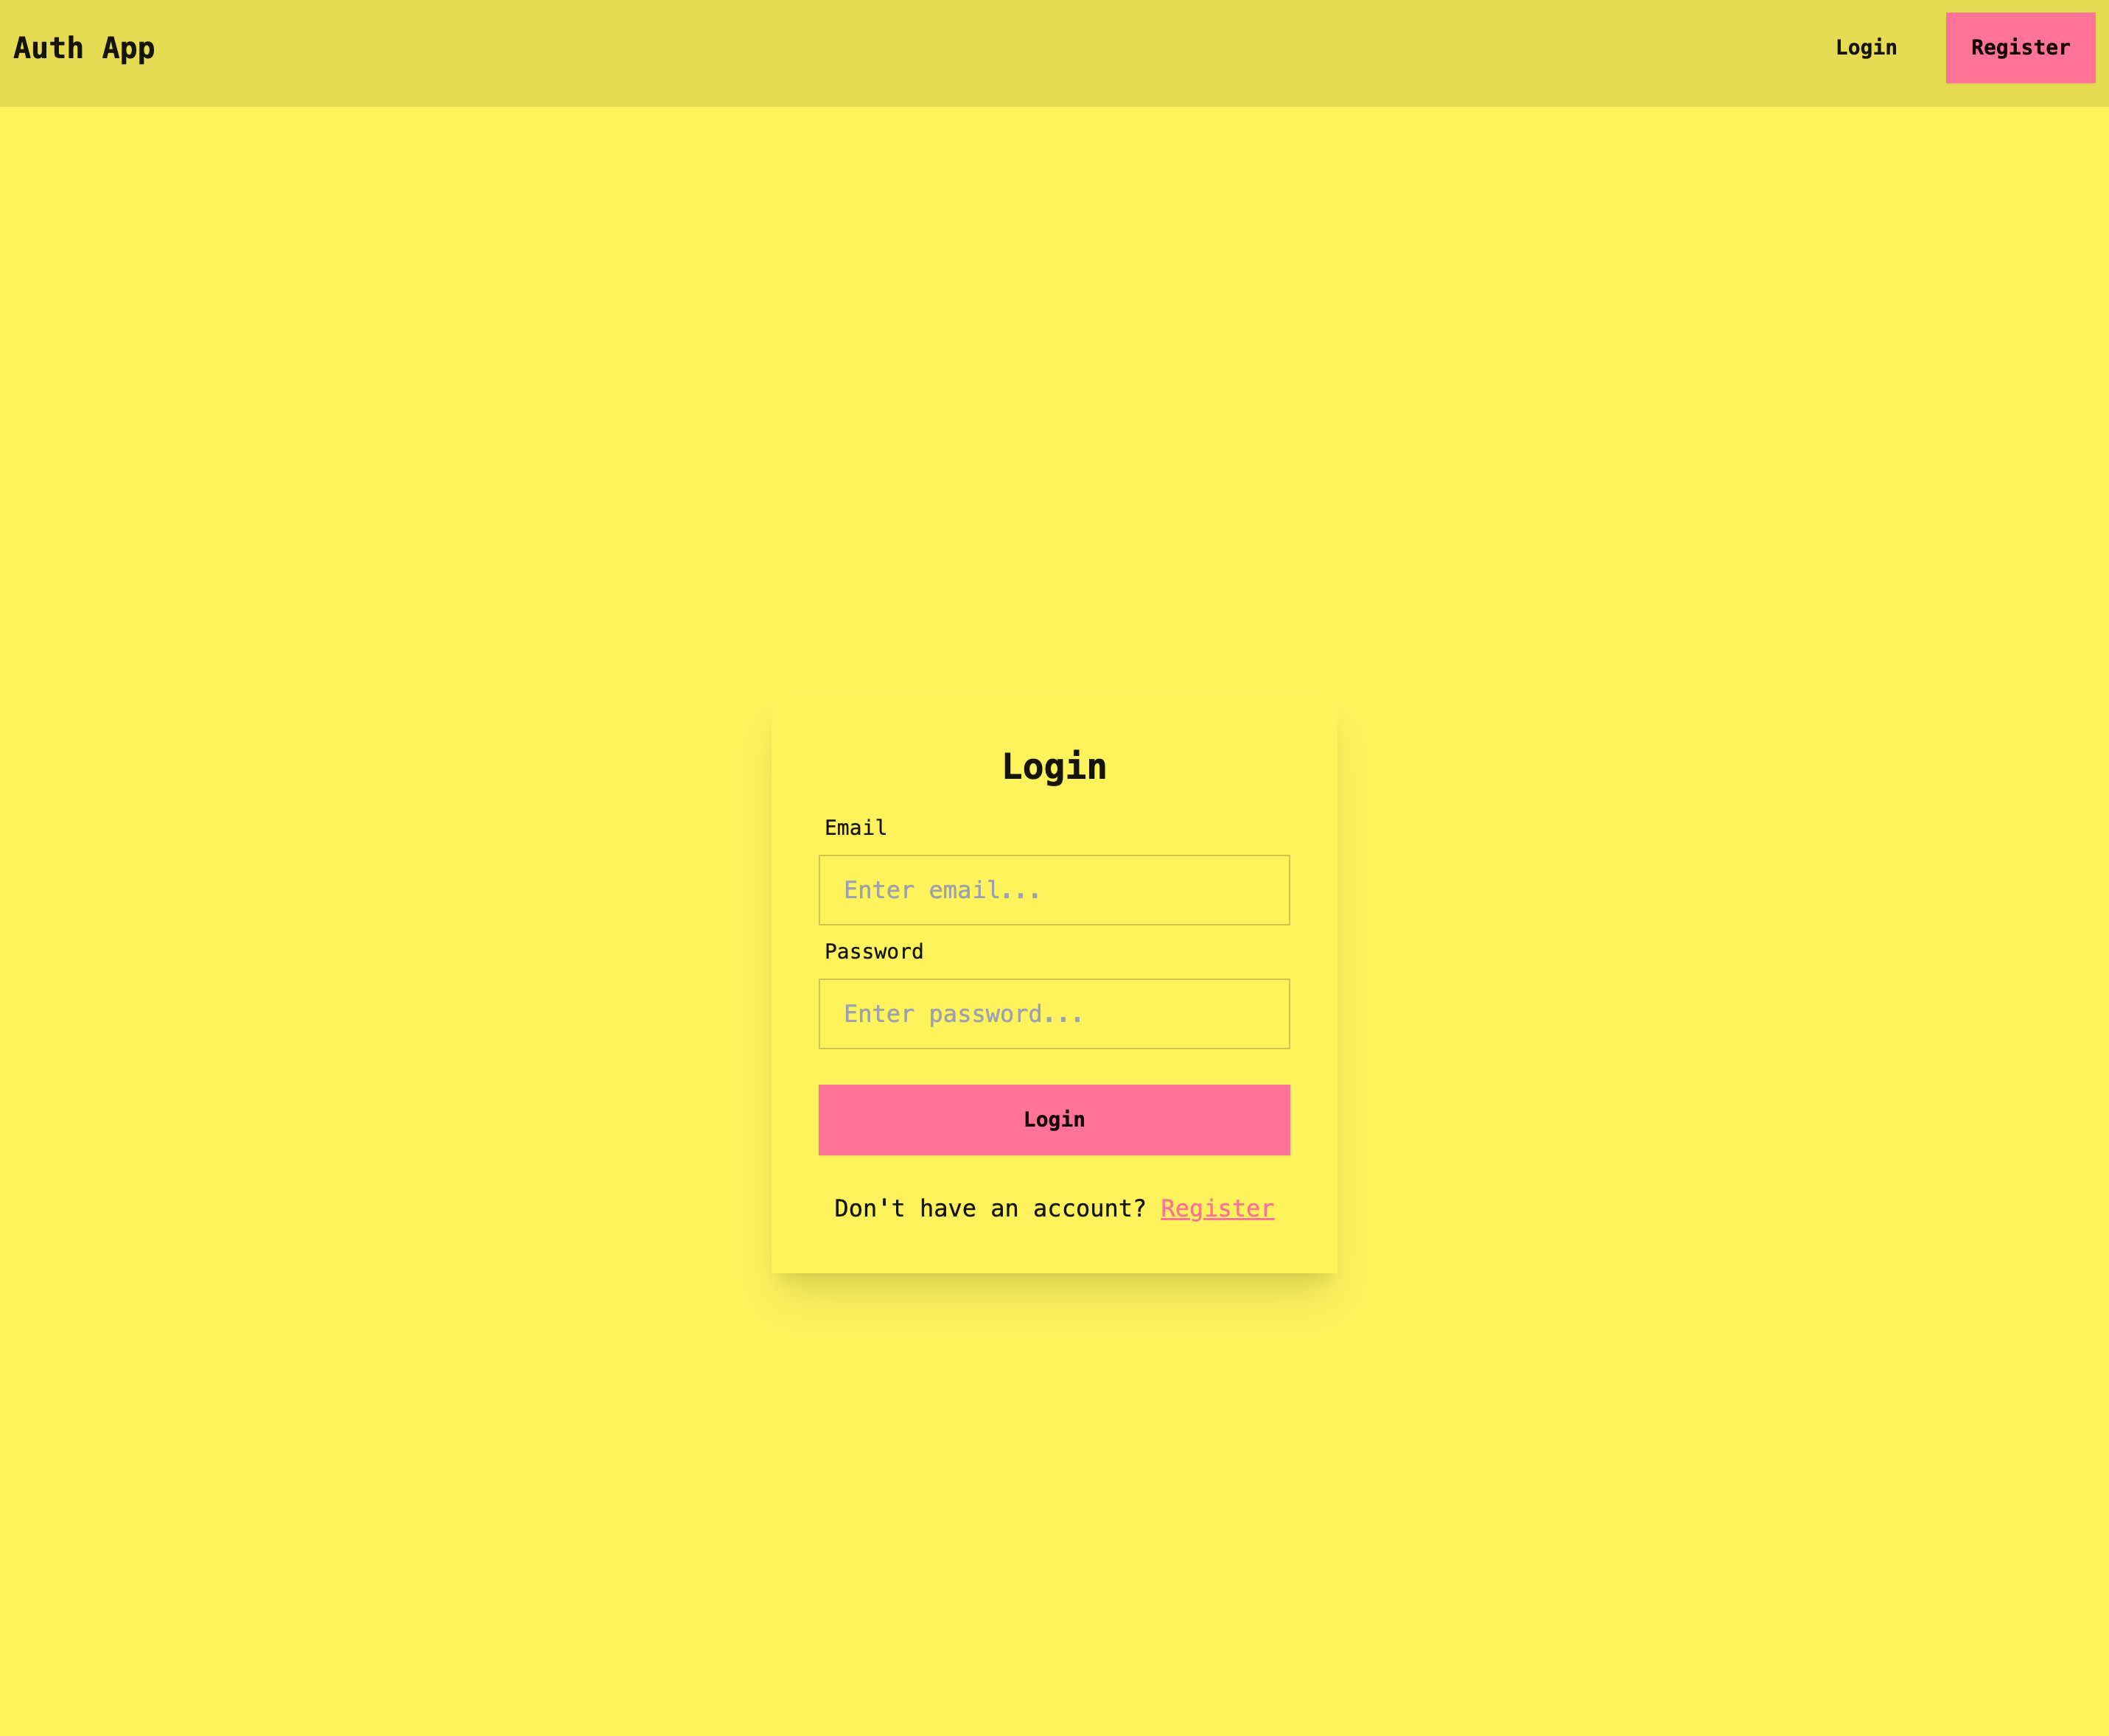 Auth App
Login
Register
Login
Email
Enter email...
Password
Enter password...
Login
Don't have an account? Register